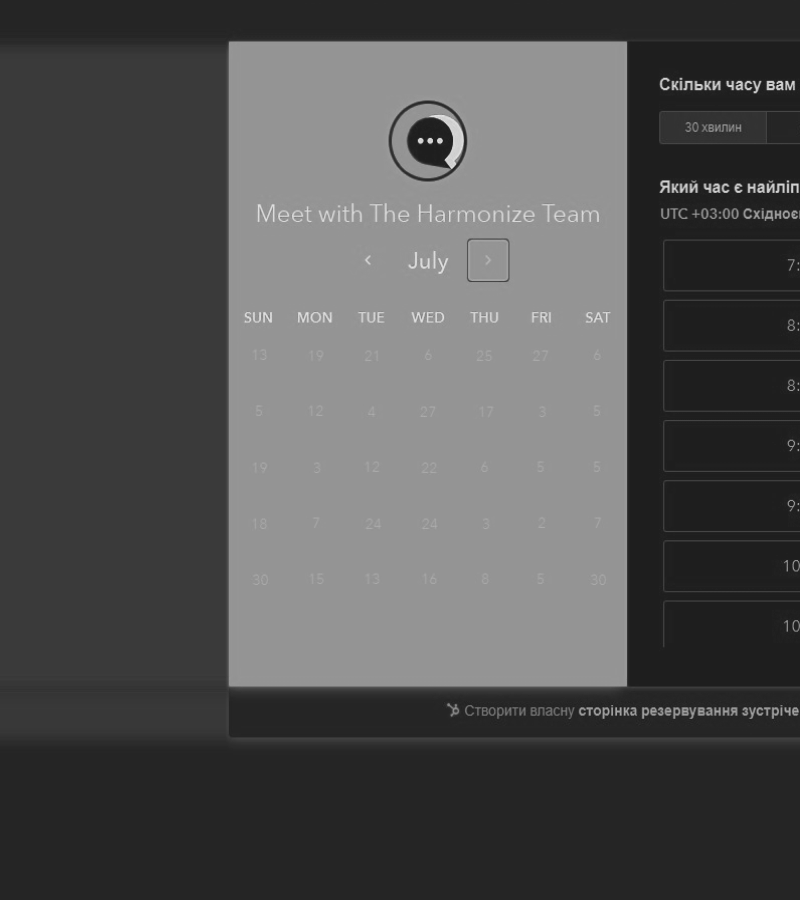 Meet with The Harmonize Team
July
SUN MON TUE WED THU FRI SAT
13 19 21 6 25 27 6
5 12 4 27 17 3 5
19 3 12 22 6 5 5
18 7 24 24 3 2 7
30 15 13 16 8 5 30
Скільки часу вам
30 хвилин
Який час є найліп
UTC +03:00 Східноє
7:
8:
8:
9:
9:
10
10
Створити власну сторінка резервування зустріче